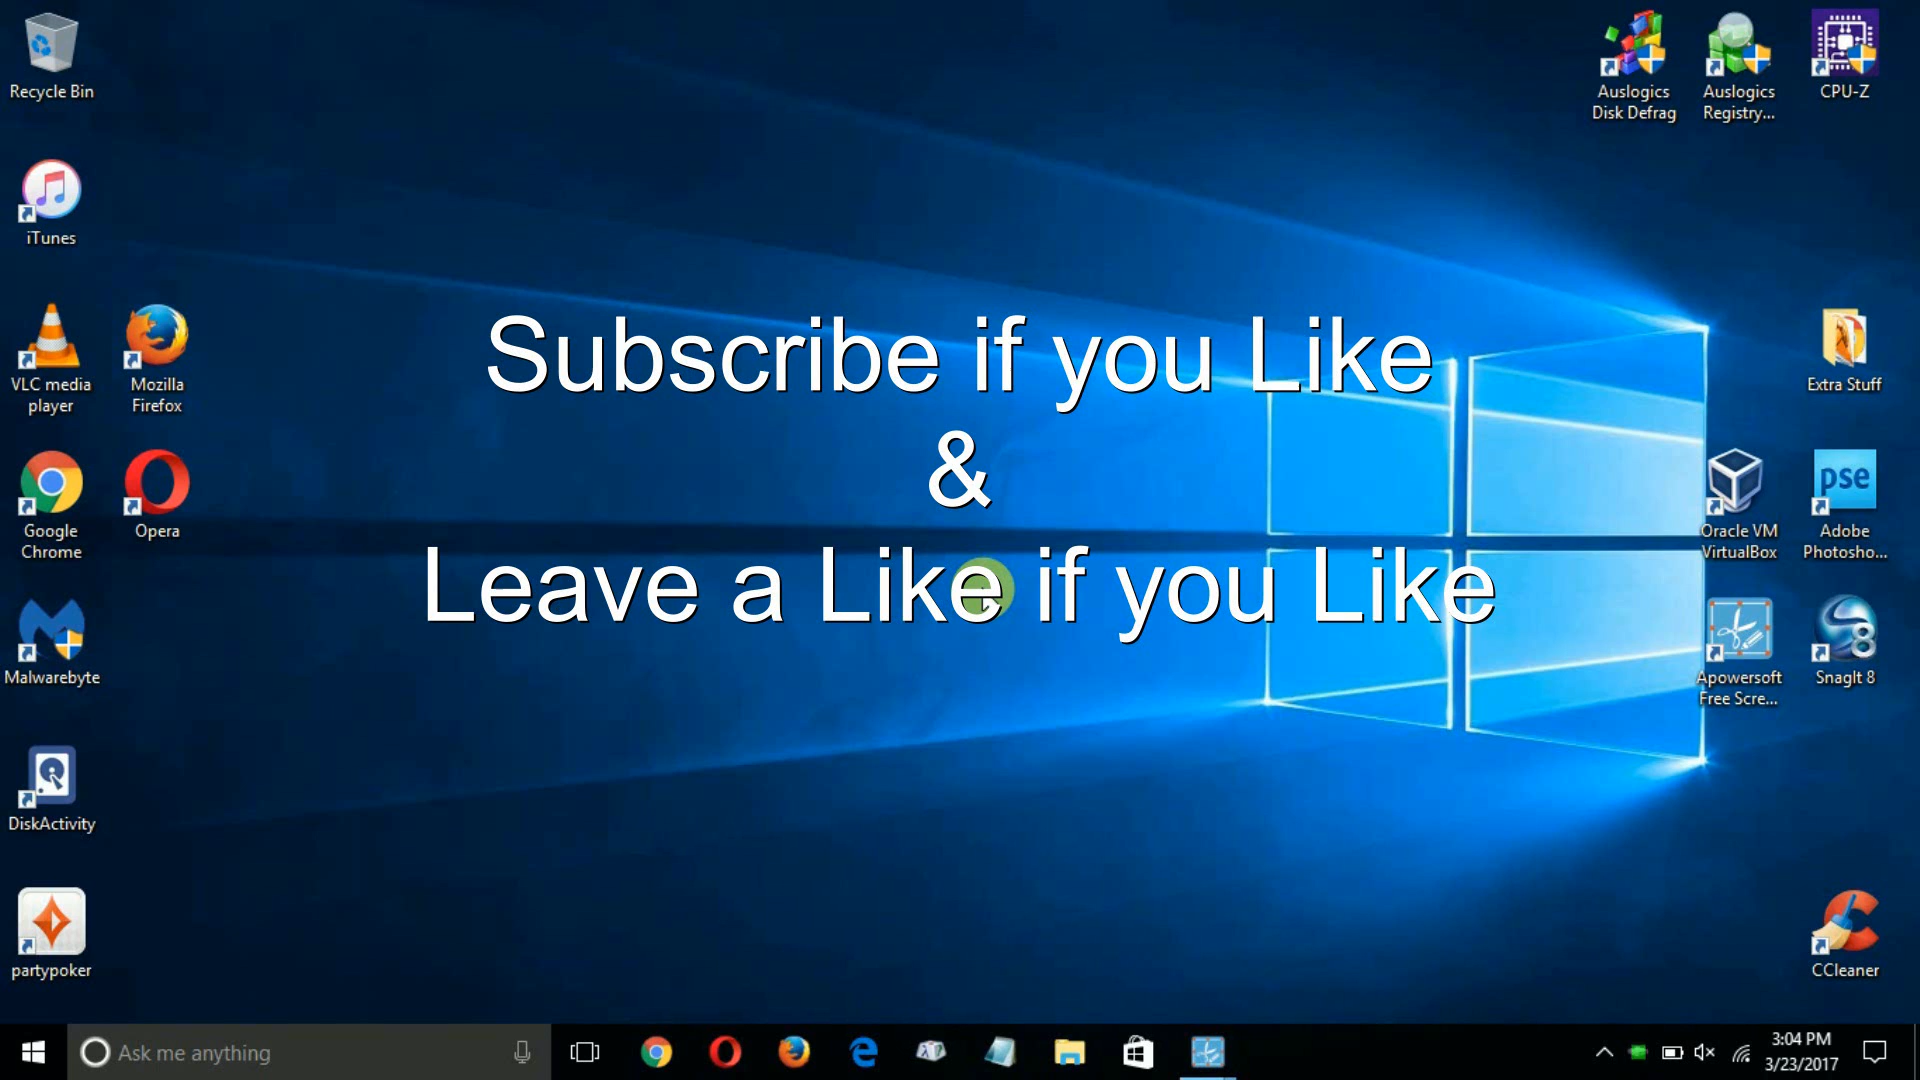 Recycle Bin
Auslogics
Disk Defrag
Auslogics
Registry...
CPU-Z
iTunes
VLC media
player
Mozilla
Firefox
Extra Stuff
Subscribe if you Like
&
Leave a Like if you Like
Google
Chrome
Opera
Oracle VM
VirtualBox
pse
Adobe
Photosho...
Malwarebyte
Apowersoft
Free Scre...
8
SnagIt 8
DiskActivity
partypoker
CCleaner
Ask me anything
3:04 PM
3/23/2017